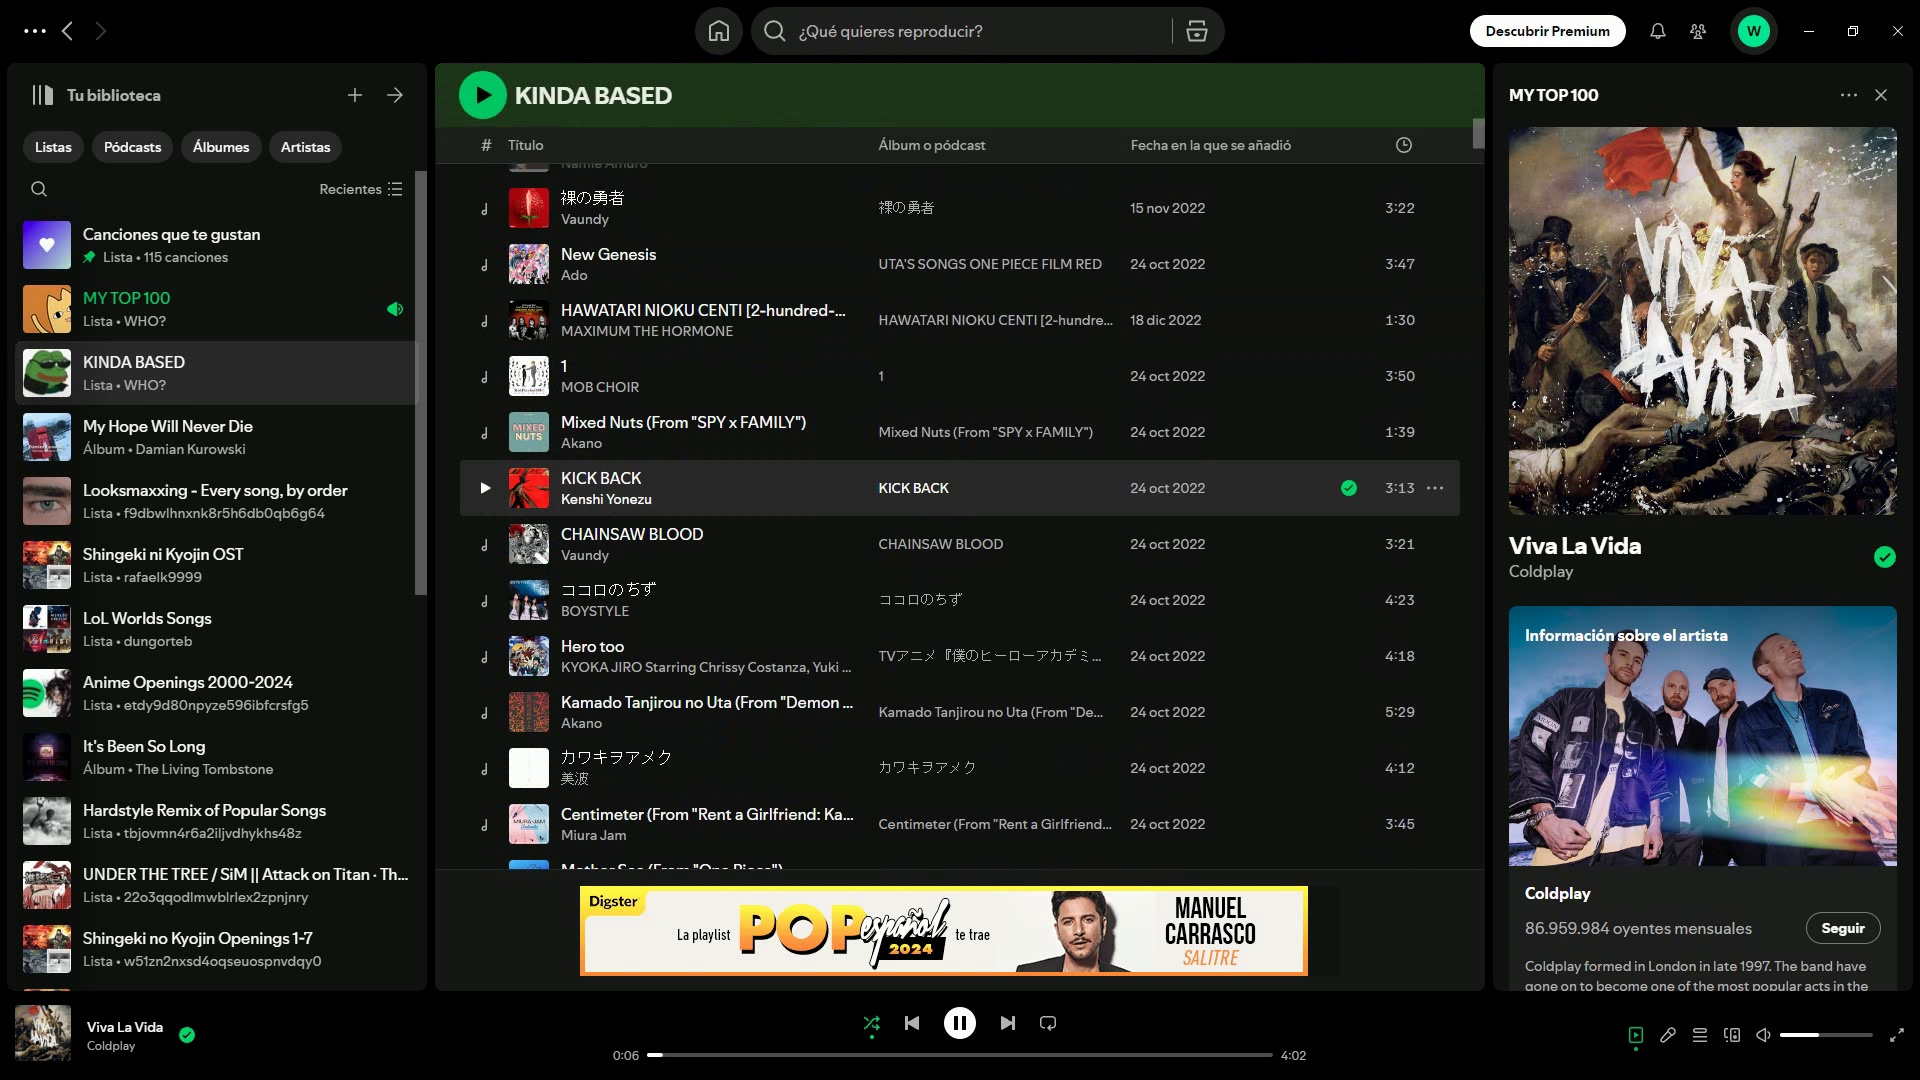 ¿Qué quieres reproducir?
Descubrir Premium
W
Tu biblioteca
Listas
Pódcasts
Álbumes
Artistas
Recientes
Canciones que te gustan
Lista • 115 canciones
MY TOP 100
Lista • WHO?
KINDA BASED
Lista • WHO?
My Hope Will Never Die
Álbum • Damian Kurowski
Looksmaxxing - Every song, by order
Lista • f9dbwlhnxnk8r5h6db0qb6g64
Shingeki ni Kyojin OST
Lista • rafaelk9999
LoL Worlds Songs
Lista • dungorteb
Anime Openings 2000-2024
Lista • etdy9d80npyze596ibfcrsfg5
It's Been So Long
Álbum • The Living Tombstone
Hardstyle Remix of Popular Songs
Lista • tbjovmn4r6a2iljvdhykhs48z
UNDER THE TREE / SiM || Attack on Titan · Th...
Lista • 22o3qqodlmwblrlex2zpnjnry
Shingeki no Kyojin Openings 1-7
Lista • w51zn2nxsd4oqseuospnvdqy0
KINDA BASED
# Título Álbum o pódcast Fecha en la que se añadió
Namie Amuro
裸の勇者 裸の勇者 15 nov 2022 3:22
Vaundy
New Genesis UTA'S SONGS ONE PIECE FILM RED 24 oct 2022 3:47
Ado
HAWATARI NIOKU CENTI [2-hundred-... HAWATARI NIOKU CENTI [2-hundre... 18 dic 2022 1:30
MAXIMUM THE HORMONE
1 1 24 oct 2022 3:50
MOB CHOIR
MIXED
NUTS
Mixed Nuts (From "SPY x FAMILY") Mixed Nuts (From "SPY x FAMILY") 24 oct 2022 1:39
Akano
KICK BACK KICK BACK 24 oct 2022 3:13
Kenshi Yonezu
CHAINSAW BLOOD CHAINSAW BLOOD 24 oct 2022 3:21
Vaundy
ココロのちず ココロのちず 24 oct 2022 4:23
BOYSTYLE
Hero too TVアニメ『僕のヒーローアカデミ... 24 oct 2022 4:18
KYOKA JIRO Starring Chrissy Costanza, Yuki ...
Kamado Tanjirou no Uta (From "Demon ... Kamado Tanjirou no Uta (From "De... 24 oct 2022 5:29
Akano
カワキヲアメク カワキヲアメク 24 oct 2022 4:12
美波
Centimeter (From "Rent a Girlfriend: Ka... Centimeter (From "Rent a Girlfriend... 24 oct 2022 3:45
Miura Jam
Mother Sea (From "One Piece")
Digster
La playlist POP español 2024 te trae
MANUEL
CARRASCO
SALITRE
MY TOP 100
VIVA
LA VIDA
Viva La Vida
Coldplay
Información sobre el artista
Coldplay
86.959.984 oyentes mensuales
Seguir
Coldplay formed in London in late 1997. The band have
gone on to become one of the most popular acts in the
Viva La Vida
Coldplay
0:06
4:02